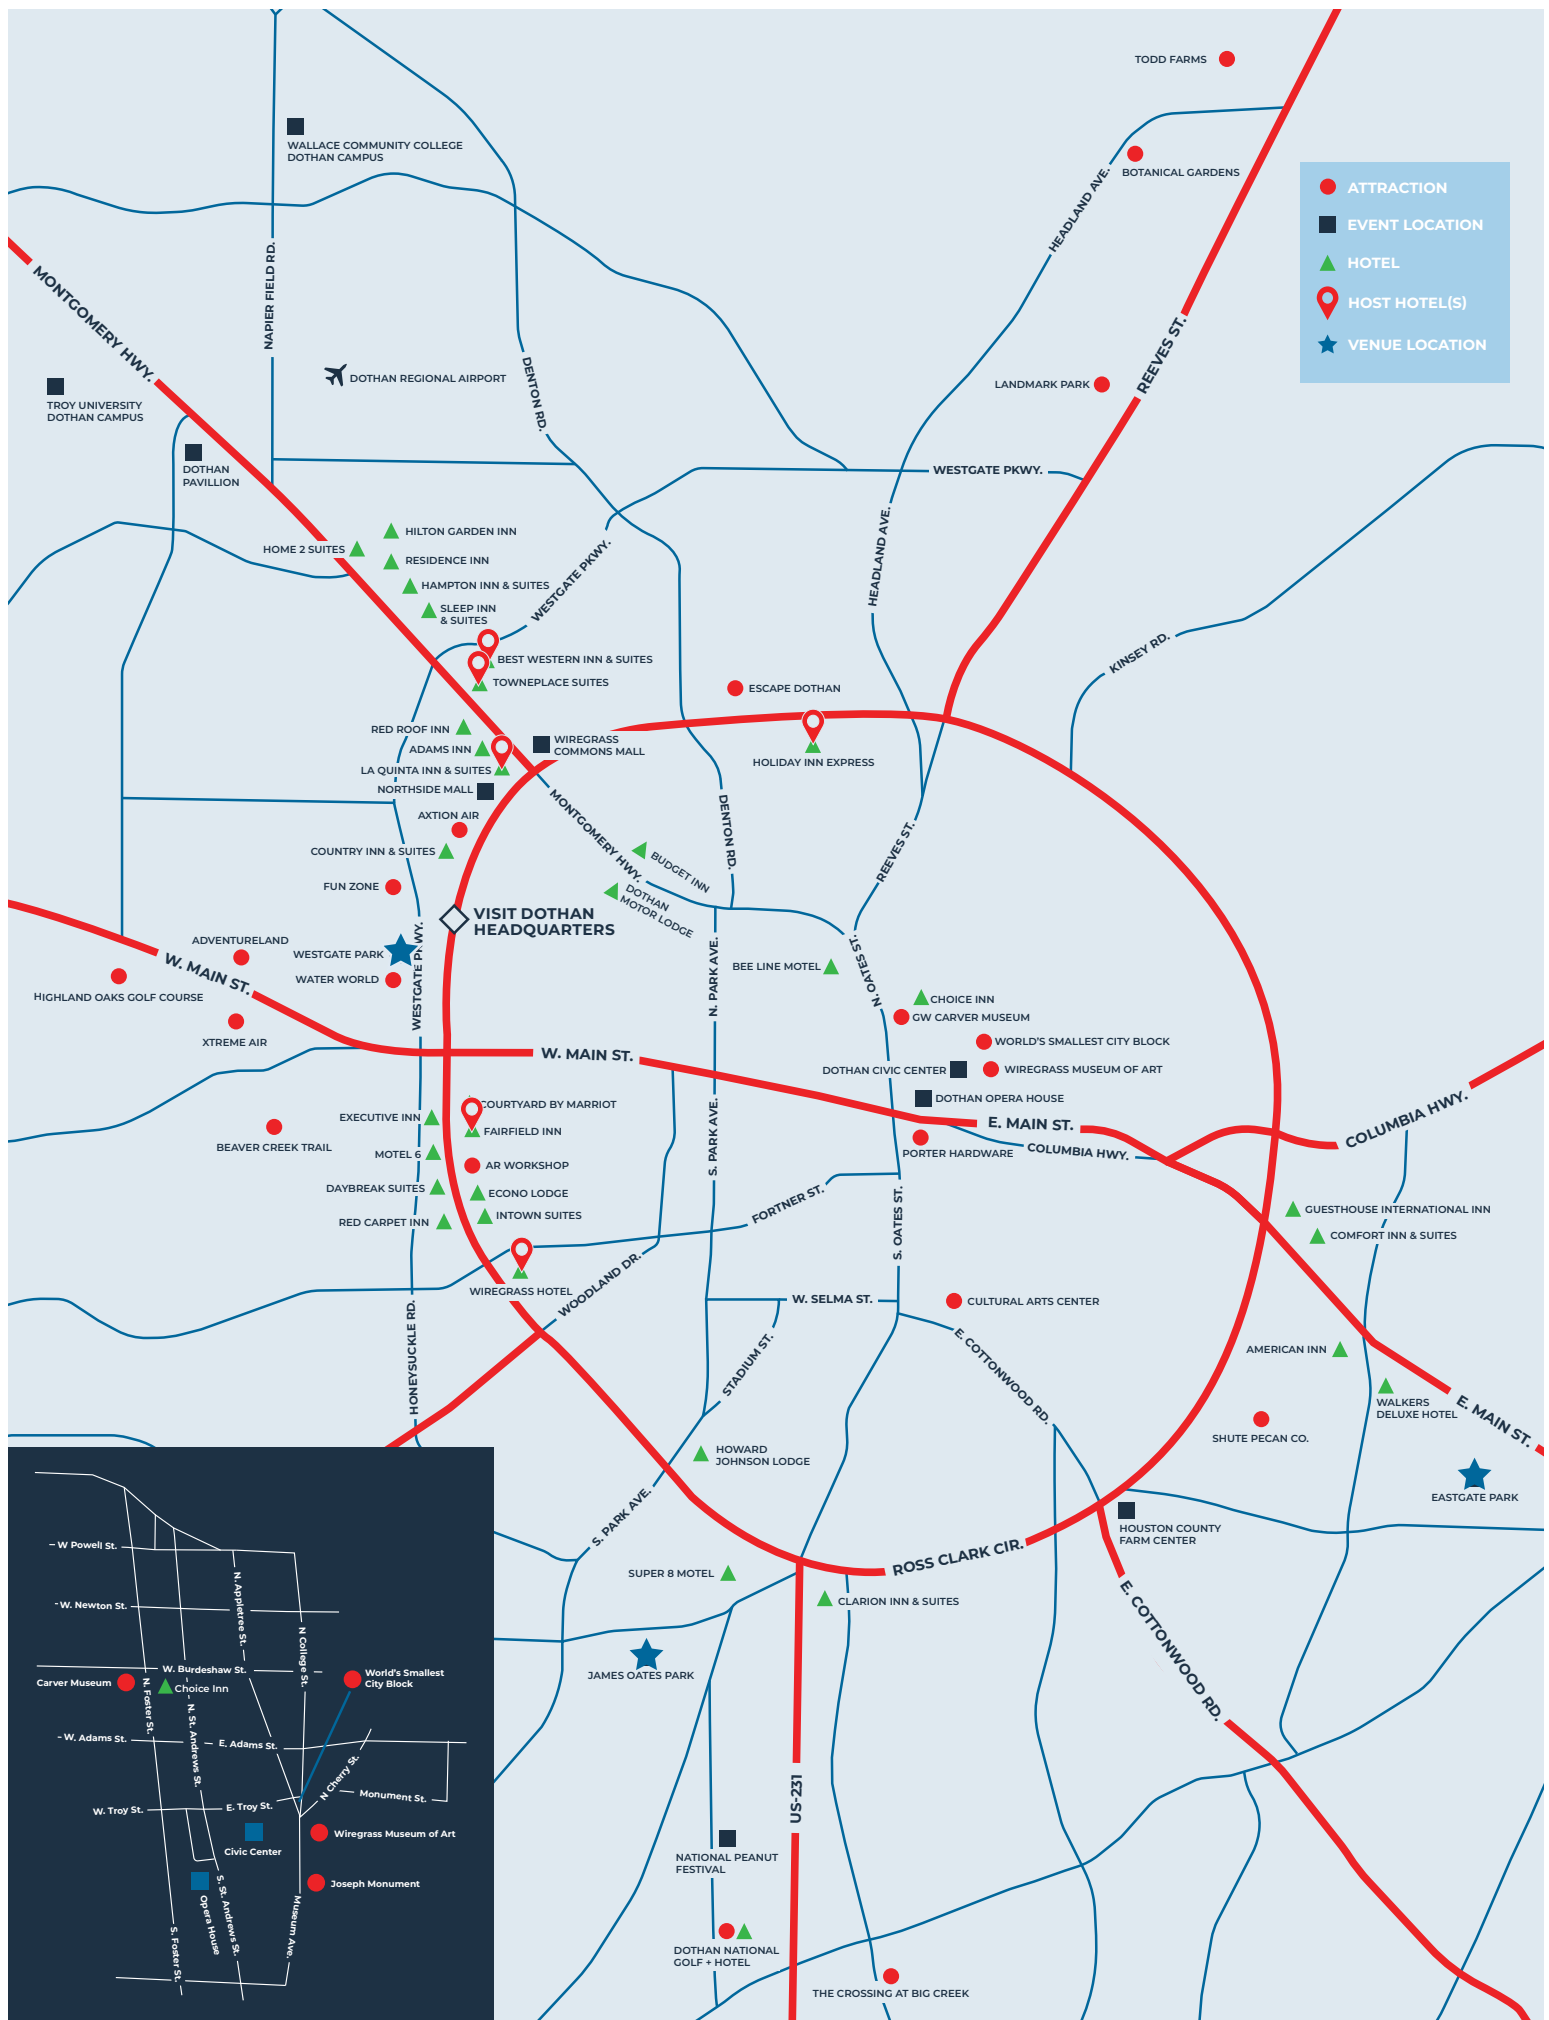 TODD FARMS
WALLACE COMMUNITY COLLEGE
DOTHAN CAMPUS
BOTANICAL GARDENS
HEADLAND AVE.
ATTRACTION
EVENT LOCATION
HOTEL
HOST HOTEL(S)
VENUE LOCATION
NAPIER FIELD RD.
MONTGOMERY HWY.
REEVES ST.
DOTHAN REGIONAL AIRPORT
DENTON RD.
LANDMARK PARK
TROY UNIVERSITY
DOTHAN CAMPUS
DOTHAN
PAVILLION
WESTGATE PKWY.
HILTON GARDEN INN
HOME 2 SUITES
RESIDENCE INN
HAMPTON INN & SUITES
SLEEP INN
& SUITES
WESTGATE PKWY.
HEADLAND AVE.
KINSEY RD.
BEST WESTERN INN & SUITES
TOWNEPLACE SUITES
ESCAPE DOTHAN
RED ROOF INN
ADAMS INN
WIREGRASS
COMMONS MALL
LA QUINTA INN & SUITES
HOLIDAY INN EXPRESS
NORTHSIDE MALL
AXTION AIR
MONTGOMERY HWY.
DENTON RD.
REEVES ST.
COUNTRY INN & SUITES
BUDGET INN
FUN ZONE
DOTHAN
MOTOR LODGE
VISIT DOTHAN
HEADQUARTERS
ADVENTURELAND
WESTGATE PARK
WESTGATE PKWY.
W. MAIN ST.
WATER WORLD
HIGHLAND OAKS GOLF COURSE
N. PARK AVE.
BEE LINE MOTEL
N. OATES ST.
CHOICE INN
GW CARVER MUSEUM
XTREME AIR
WORLD'S SMALLEST CITY BLOCK
W. MAIN ST.
DOTHAN CIVIC CENTER
WIREGRASS MUSEUM OF ART
DOTHAN OPERA HOUSE
COURTYARD BY MARRIOT
EXECUTIVE INN
FAIRFIELD INN
E. MAIN ST.
COLUMBIA HWY.
BEAVER CREEK TRAIL
S. PARK AVE.
PORTER HARDWARE
COLUMBIA HWY.
MOTEL 6
AR WORKSHOP
DAYBREAK SUITES
ECONO LODGE
FORTNER ST.
S. OATES ST.
RED CARPET INN
INTOWN SUITES
GUESTHOUSE INTERNATIONAL INN
COMFORT INN & SUITES
WIREGRASS HOTEL
WOODLAND DR.
W. SELMA ST.
CULTURAL ARTS CENTER
HONEYSUCKLE RD.
STADIUM ST.
E. COTTONWOOD RD.
AMERICAN INN
WALKERS
DELUXE HOTEL
E. MAIN ST.
SHUTE PECAN CO.
HOWARD
JOHNSON LODGE
EASTGATE PARK
S. PARK AVE.
HOUSTON COUNTY
FARM CENTER
ROSS CLARK CIR.
SUPER 8 MOTEL
CLARION INN & SUITES
E. COTTONWOOD RD.
JAMES OATES PARK
US-231
NATIONAL PEANUT
FESTIVAL
DOTHAN NATIONAL
GOLF + HOTEL
THE CROSSING AT BIG CREEK
W Powell St.
N. Appletree St.
W. Newton St.
N College St.
W. Burdeshaw St.
World's Smallest
City Block
Carver Museum
Choice Inn
N. Foster St.
N. St. Andrews St.
W. Adams St.
E. Adams St.
N Cherry St.
Monument St.
W. Troy St.
E. Troy St.
Wiregrass Museum of Art
Civic Center
Joseph Monument
Opera House
S. St. Andrews St.
Museum Ave.
S. Foster St.